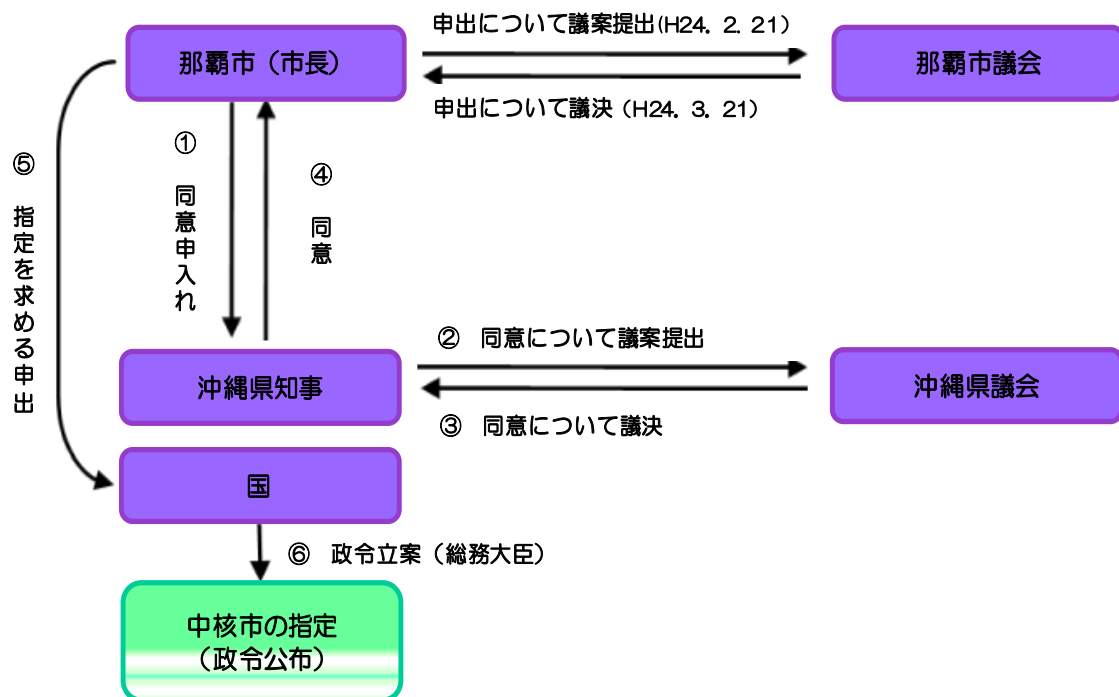 申出について議案提出(H24. 2. 21)
那覇市（市長）
那覇市議会
申出について議決（H24. 3. 21）
① 同意申入れ
④ 同意
⑤ 指定を求める申出
② 同意について議案提出
沖縄県知事
沖縄県議会
③ 同意について議決
国
⑥ 政令立案（総務大臣）
中核市の指定
（政令公布）